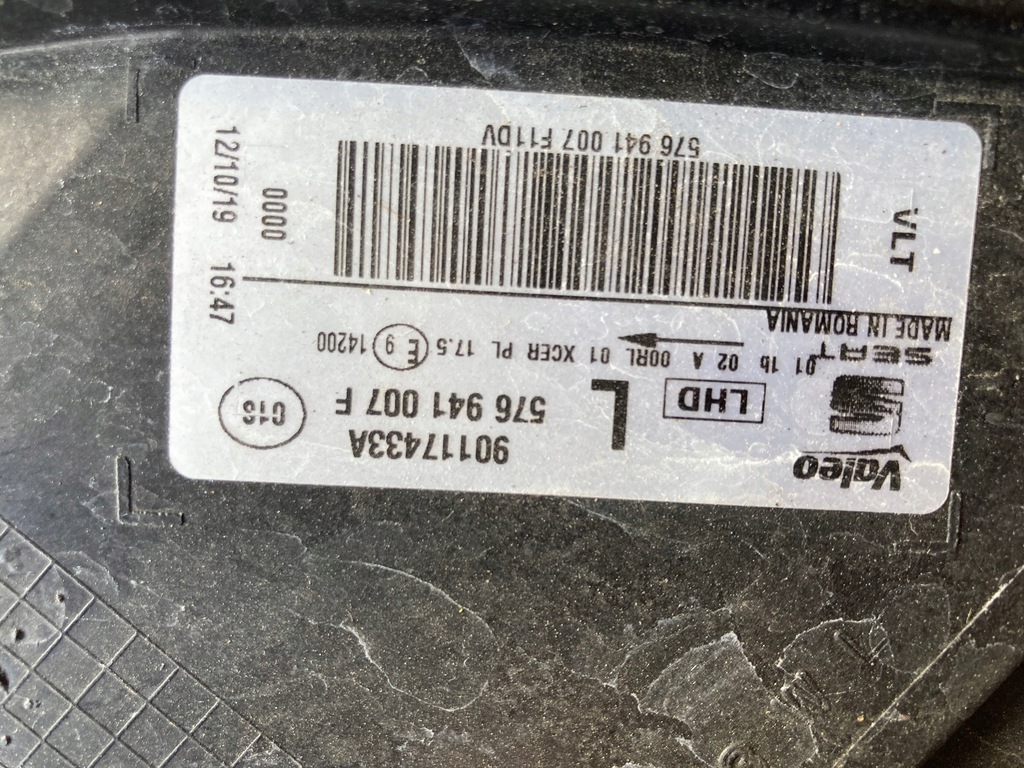 Valeo
SEAT
MADE IN ROMANIA
90117433A
576 941 007 F
L
LHD
G1S
01 1b 02 A 00RL 01 XCER PL 17.5 E 9 14200
VLT
576 941 007 F11DV
0000
12/10/19 16:47